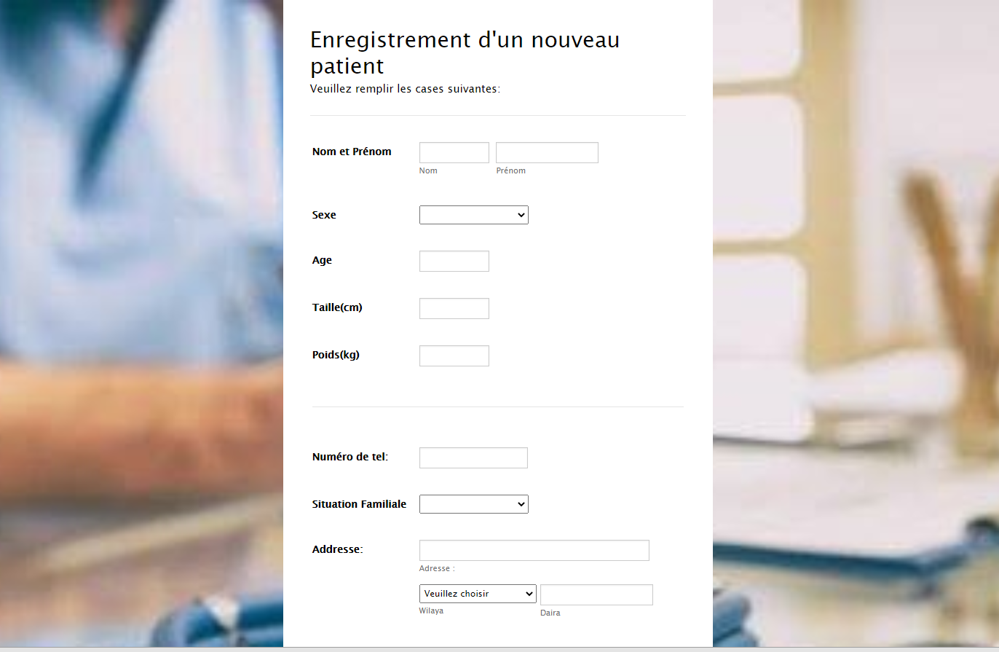 Enregistrement d'un nouveau
patient
Veuillez remplir les cases suivantes:
Nom et Prénom
Nom Prénom
Sexe
Age
Taille(cm)
Poids(kg)
Numéro de tel:
Situation Familiale
Addresse:
Adresse :
Veuillez choisir
Wilaya Daira